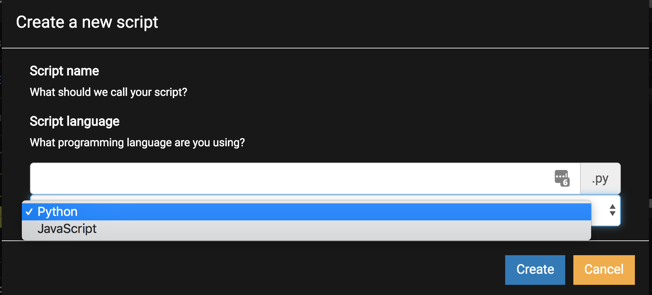 Create a new script
Script name
What should we call your script?
Script language
What programming language are you using?
6
.py
✓ Python
JavaScript
Create
Cancel